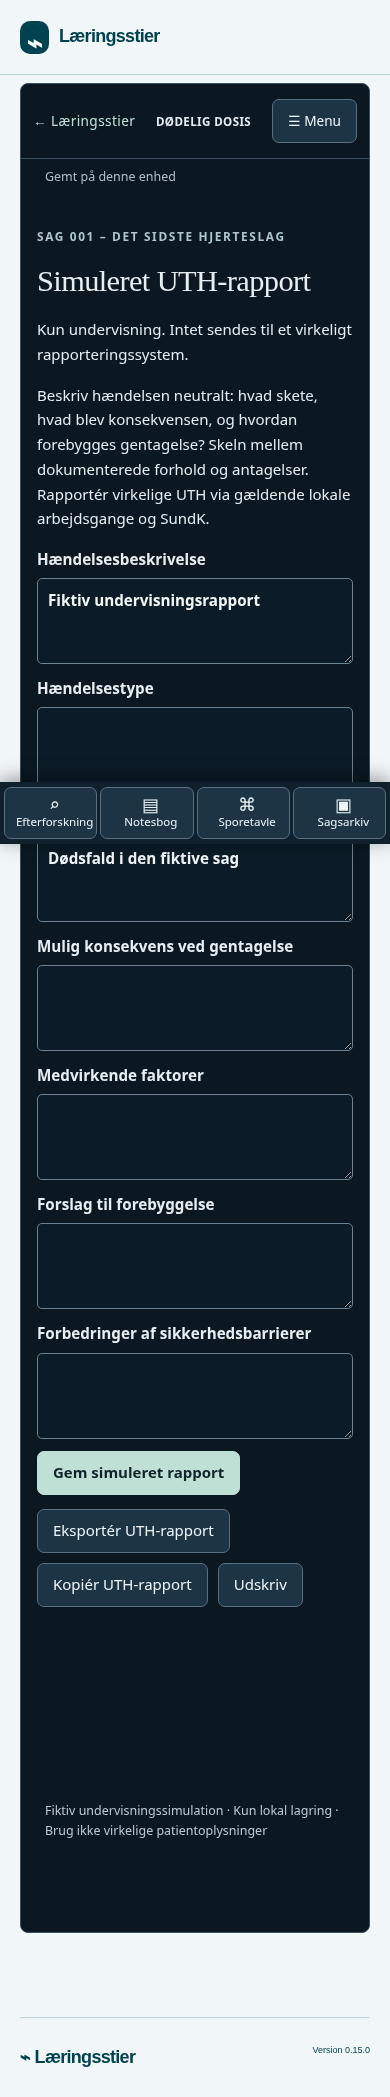 Læringsstier
← Læringsstier
DØDELIG DOSIS
☰ Menu
Gemt på denne enhed
SAG 001 – DET SIDSTE HJERTESLAG
Simuleret UTH-rapport
Kun undervisning. Intet sendes til et virkeligt
rapporteringssystem.
Beskriv hændelsen neutralt: hvad skete,
hvad blev konsekvensen, og hvordan
forebygges gentagelse? Skeln mellem
dokumenterede forhold og antagelser.
Rapportér virkelige UTH via gældende lokale
arbejdsgange og SundK.
Hændelsesbeskrivelse
Fiktiv undervisningsrapport
Hændelsestype
Efterforskning
Notesbog
Sporetavle
Sagsarkiv
Dødsfald i den fiktive sag
Mulig konsekvens ved gentagelse
Medvirkende faktorer
Forslag til forebyggelse
Forbedringer af sikkerhedsbarrierer
Gem simuleret rapport
Eksportér UTH-rapport
Kopiér UTH-rapport
Udskriv
Fiktiv undervisningssimulation · Kun lokal lagring ·
Brug ikke virkelige patientoplysninger
Læringsstier
Version 0.15.0